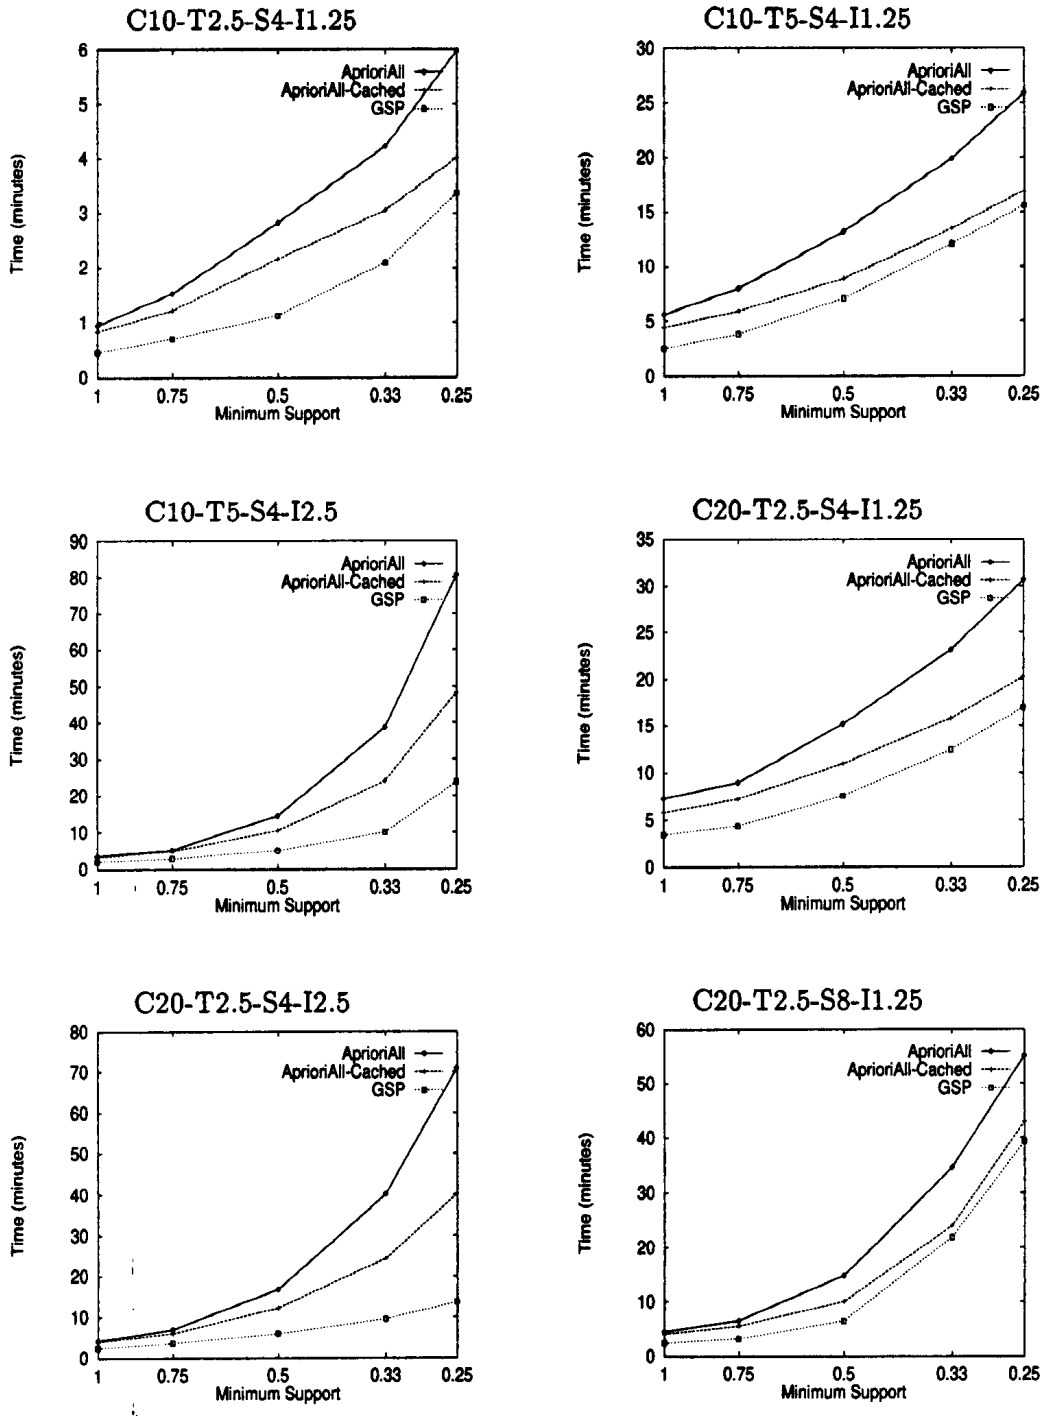 C10-T2.5-S4-I1.25
6
5
4
3
2
1
0
Time (minutes)
AprioriAll
AprioriAll-Cached
GSP
1 0.75 0.5 0.33 0.25
Minimum Support
C10-T5-S4-I1.25
30
25
20
15
10
5
0
Time (minutes)
AprioriAll
AprioriAll-Cached
GSP
1 0.75 0.5 0.33 0.25
Minimum Support
C10-T5-S4-I2.5
90
80
70
60
50
40
30
20
10
0
Time (minutes)
AprioriAll
AprioriAll-Cached
GSP
1 0.75 0.5 0.33 0.25
Minimum Support
C20-T2.5-S4-I1.25
35
30
25
20
15
10
5
0
Time (minutes)
AprioriAll
AprioriAll-Cached
GSP
1 0.75 0.5 0.33 0.25
Minimum Support
C20-T2.5-S4-I2.5
80
70
60
50
40
30
20
10
0
Time (minutes)
AprioriAll
AprioriAll-Cached
GSP
1 0.75 0.5 0.33 0.25
Minimum Support
C20-T2.5-S8-I1.25
60
50
40
30
20
10
0
Time (minutes)
AprioriAll
AprioriAll-Cached
GSP
1 0.75 0.5 0.33 0.25
Minimum Support